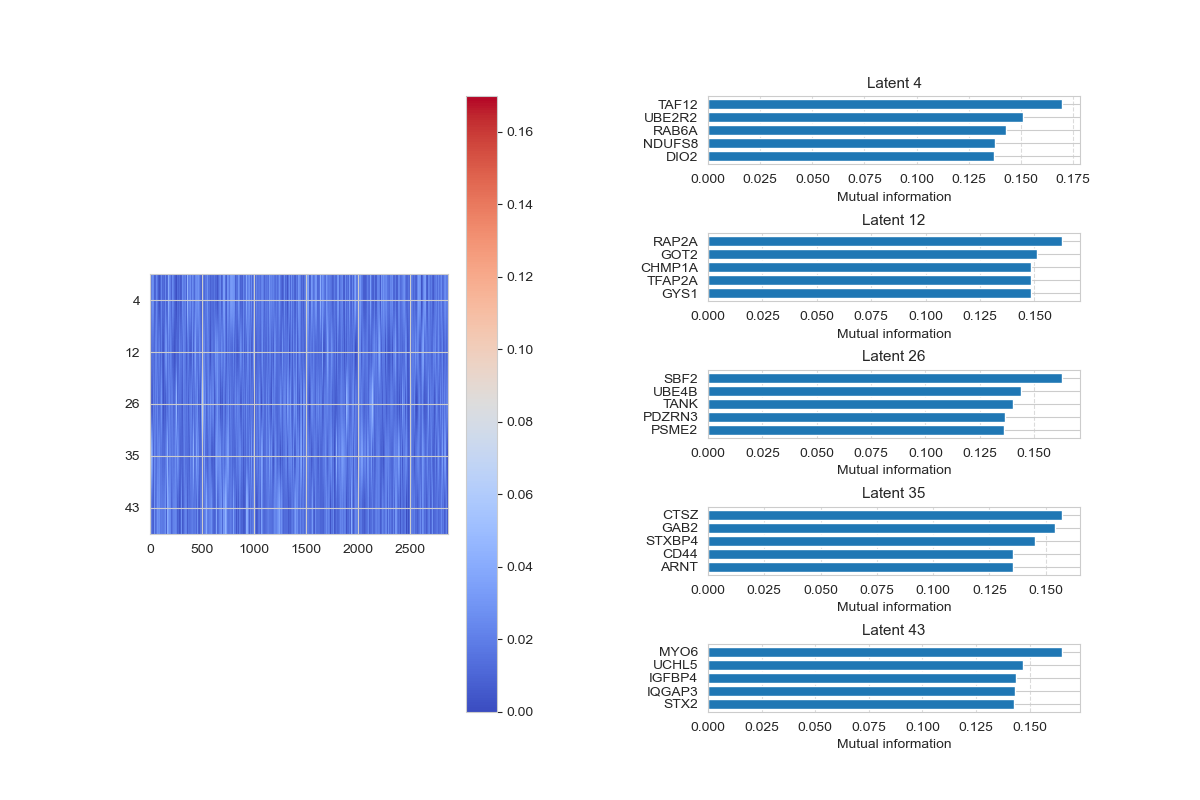 4
12
26
35
43
0 500 1000 1500 2000 2500
0.16
0.14
0.12
0.10
0.08
0.06
0.04
0.02
0.00
Latent 4
TAF12
UBE2R2
RAB6A
NDUFS8
DIO2
0.000 0.025 0.050 0.075 0.100 0.125 0.150 0.175
Mutual information
Latent 12
RAP2A
GOT2
CHMP1A
TFAP2A
GYS1
0.000 0.025 0.050 0.075 0.100 0.125 0.150
Mutual information
Latent 26
SBF2
UBE4B
TANK
PDZRN3
PSME2
0.000 0.025 0.050 0.075 0.100 0.125 0.150
Mutual information
Latent 35
CTSZ
GAB2
STXBP4
CD44
ARNT
0.000 0.025 0.050 0.075 0.100 0.125 0.150
Mutual information
Latent 43
MYO6
UCHL5
IGFBP4
IQGAP3
STX2
0.000 0.025 0.050 0.075 0.100 0.125 0.150
Mutual information